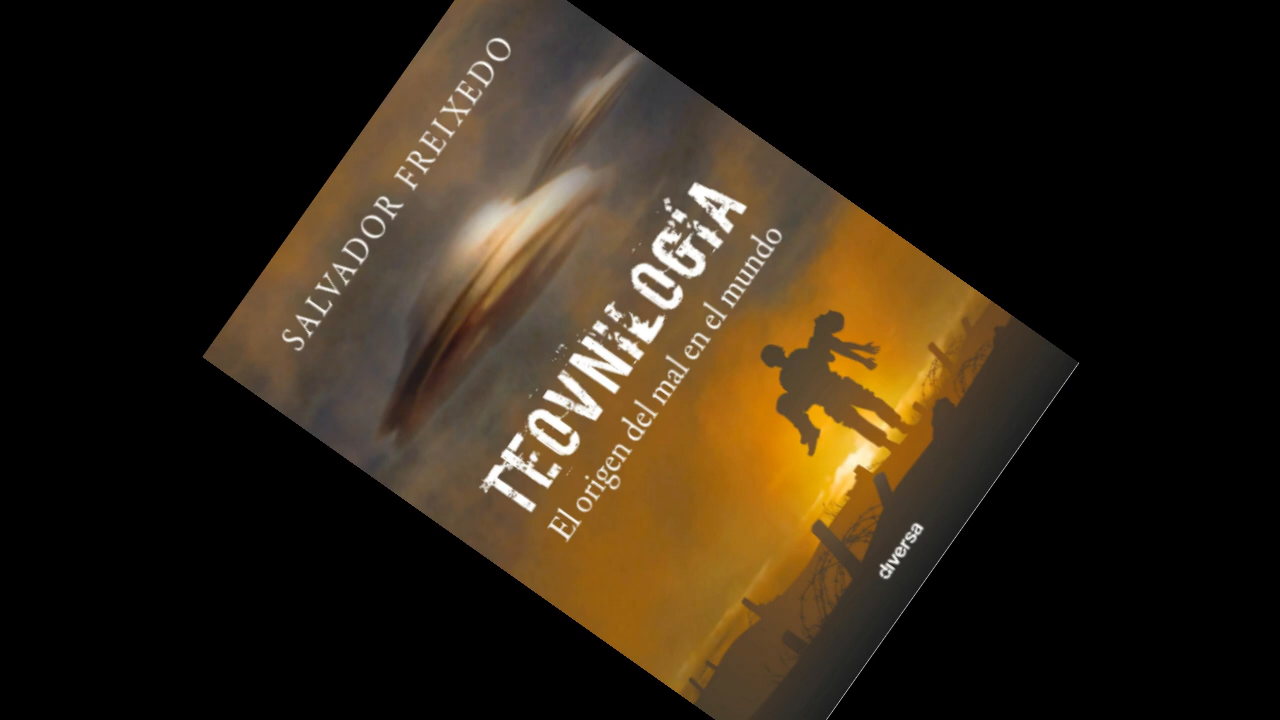 SALVADOR FREIXEDO
TEOVNILOGÍA
El origen del mal en el mundo
diversa